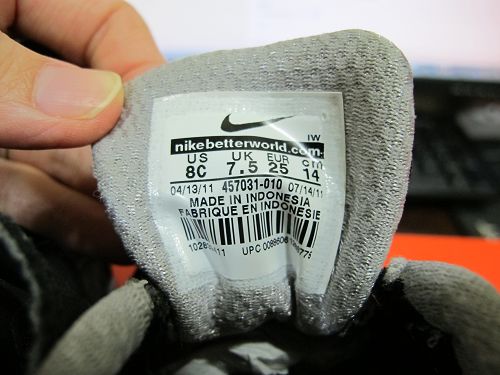 IW
nikebetterworld.com
US UK EUR cm
8C 7.5 25 14
04/13/11 457031-010 07/14/11
MADE IN INDONESIA
FABRIQUE EN INDONESIE
UPC